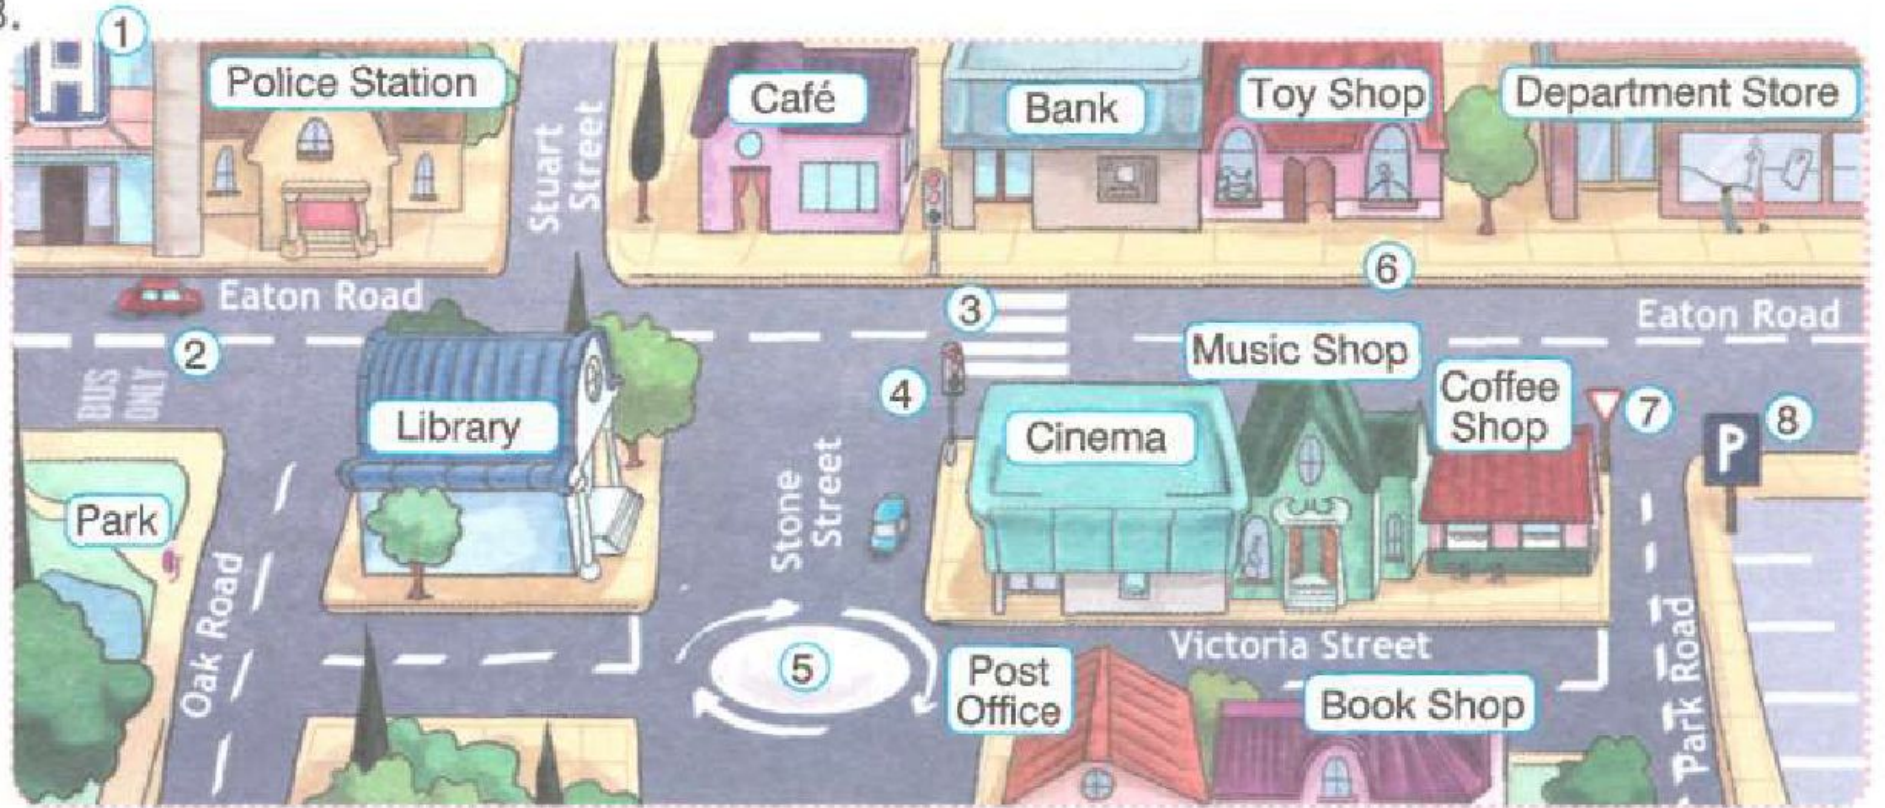 3.
1
H
Police Station
Café
Bank
Toy Shop
Department Store
Stuart
Street
6
Eaton Road
2
3
Eaton Road
Music Shop
BUS
ONLY
Library
4
Cinema
Coffee
Shop
7
P
8
Park
Stone
Street
Oak Road
5
Victoria Street
Post
Office
Book Shop
Park Road